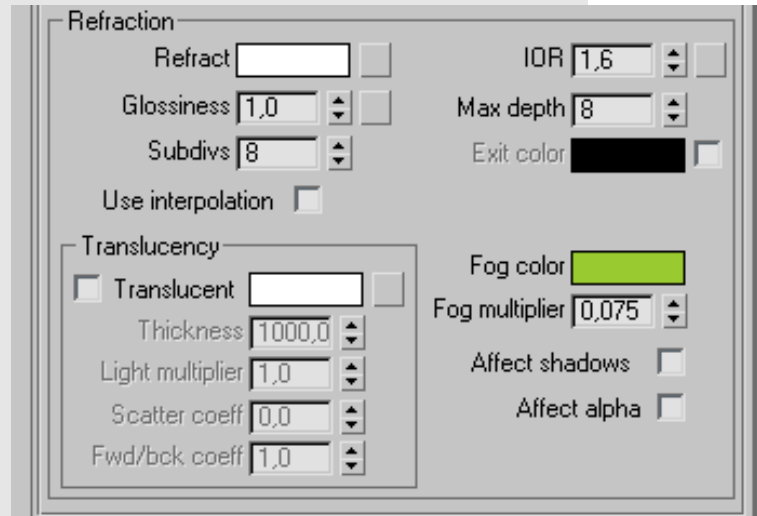 Refraction
Refract IOR 1,6
Glossiness 1,0 Max depth 8
Subdivs 8 Exit color
Use interpolation
Translucency
Fog color
Translucent
Fog multiplier 0,075
Thickness 1000,0
Affect shadows
Light multiplier 1,0
Affect alpha
Scatter coeff 0,0
Fwd/bck coeff 1,0